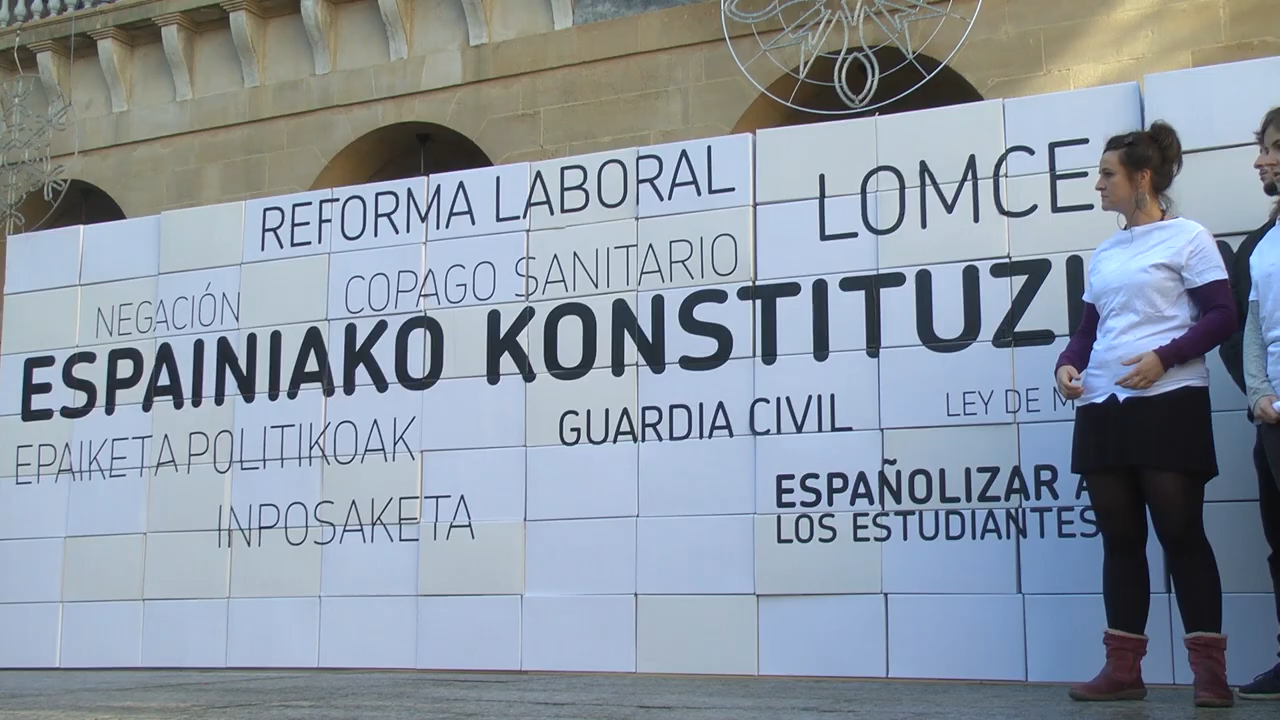 REFORMA LABORAL
LOMCE
NEGACIÓN
COPAGO SANITARIO
ESPAINIAKO
EPAIKETA POLITIKOAK
KONSTITUZI
GUARDIA CIVIL
LEY DE
INPOSAKETA
ESPAÑOLIZAR A
LOS ESTUDIANTES